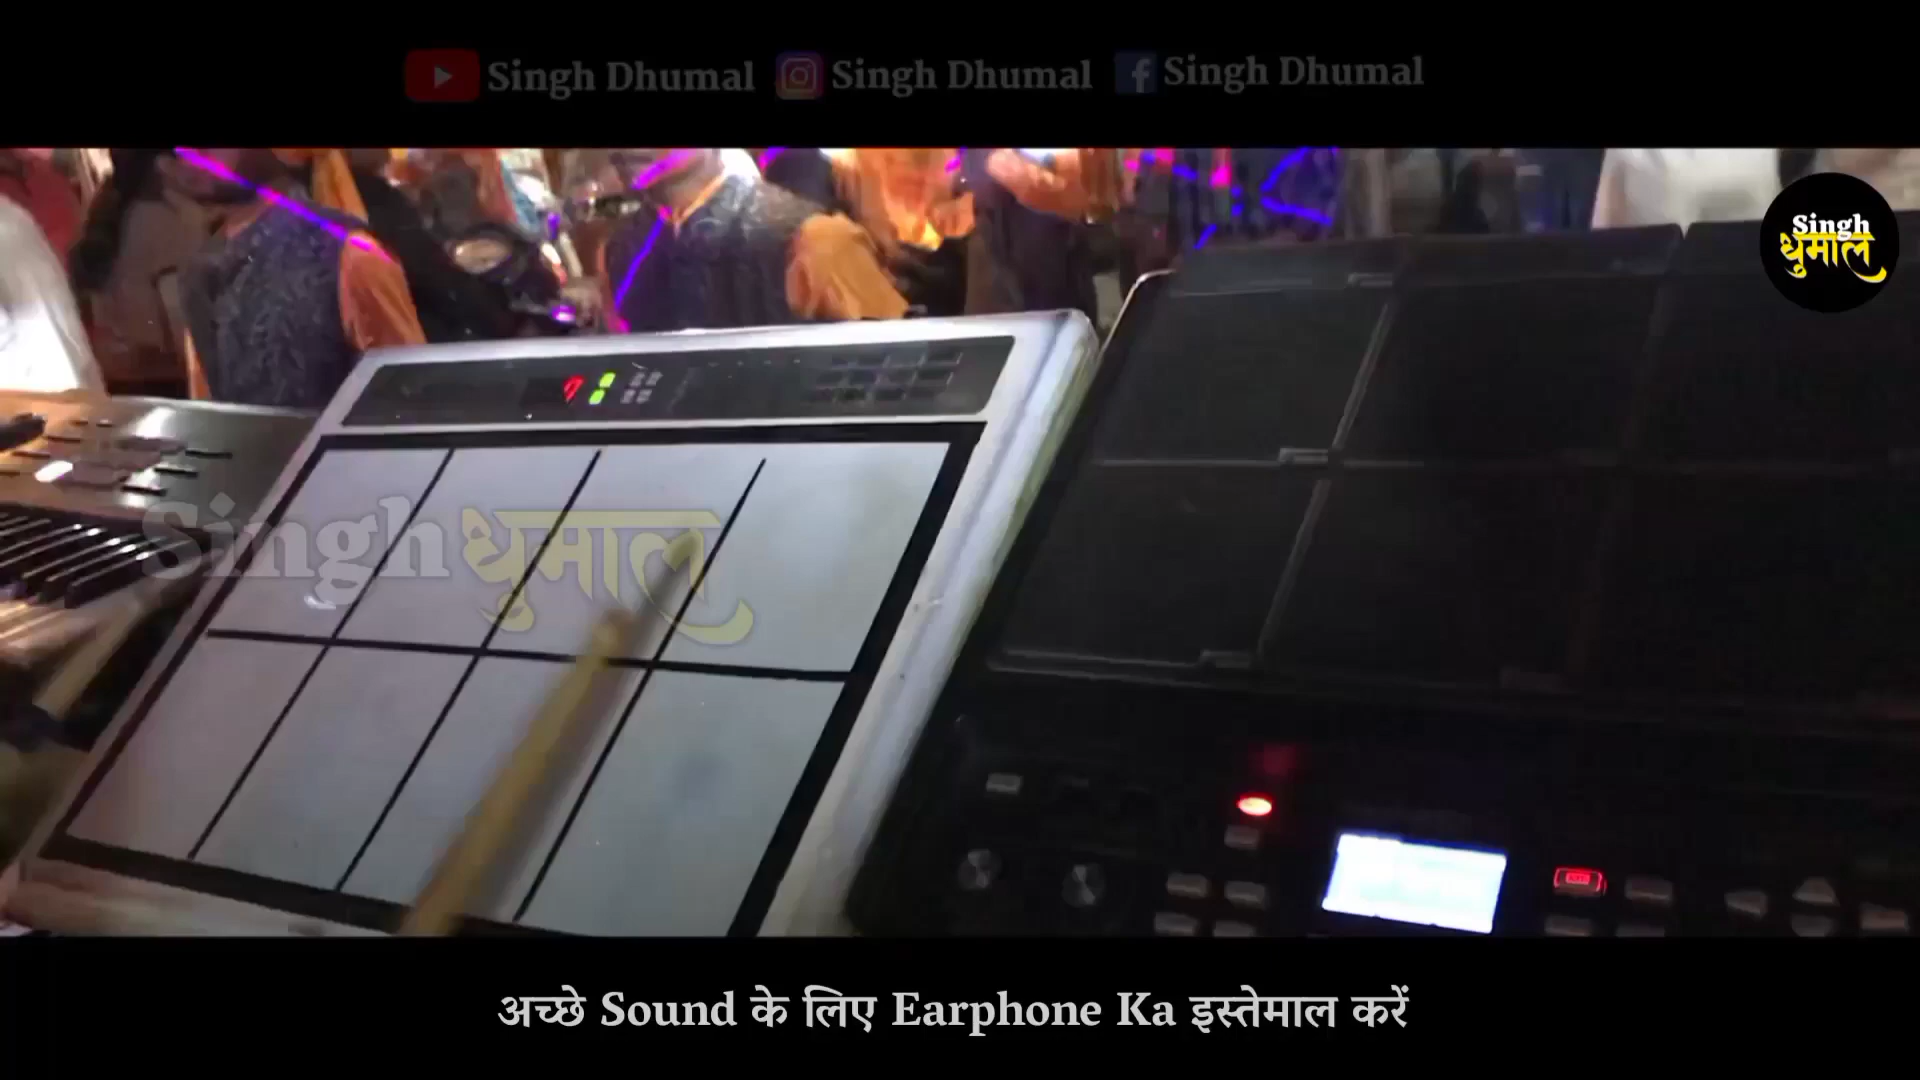 Singh Dhumal Singh Dhumal Singh Dhumal
Singh
धुमाल
Singh धुमाल
अच्छे Sound के लिए Earphone Ka इस्तेमाल करें